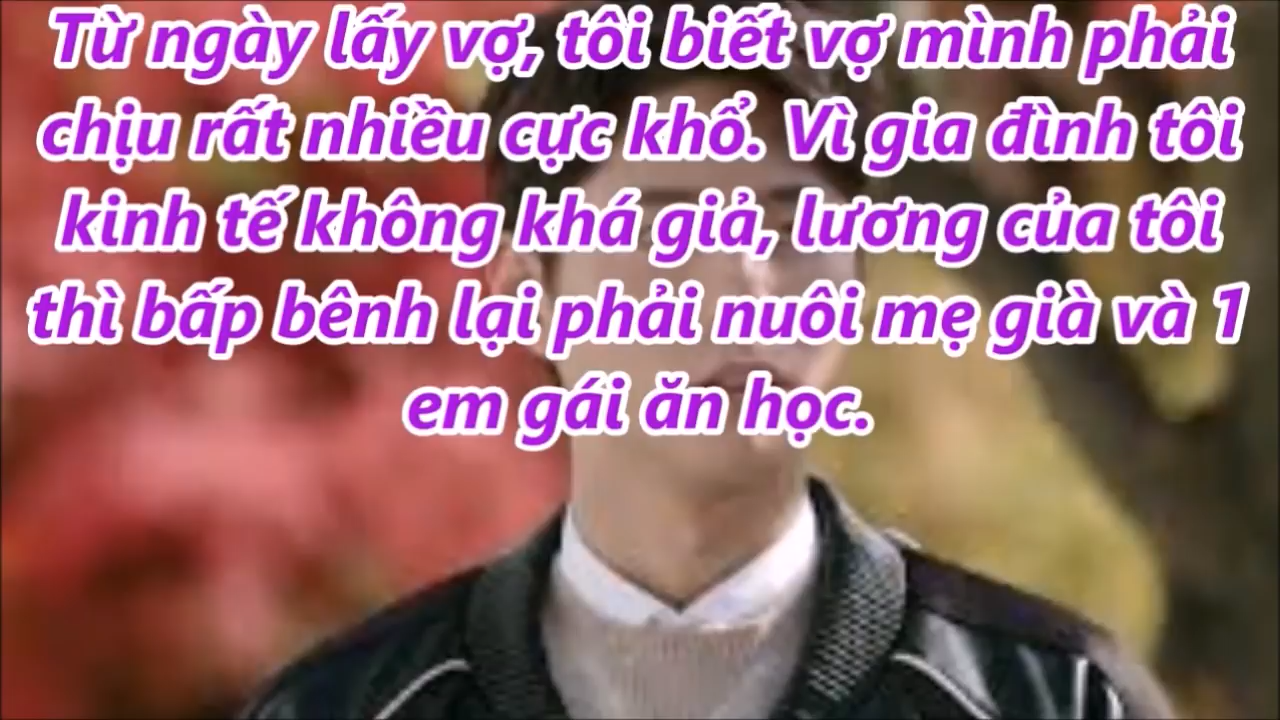 Từ ngày lấy vợ, tôi biết vợ mình phải
chịu rất nhiều cực khổ. Vì gia đình tôi
kinh tế không khá giả, lương của tôi
thì bấp bênh lại phải nuôi mẹ già và 1
em gái ăn học.